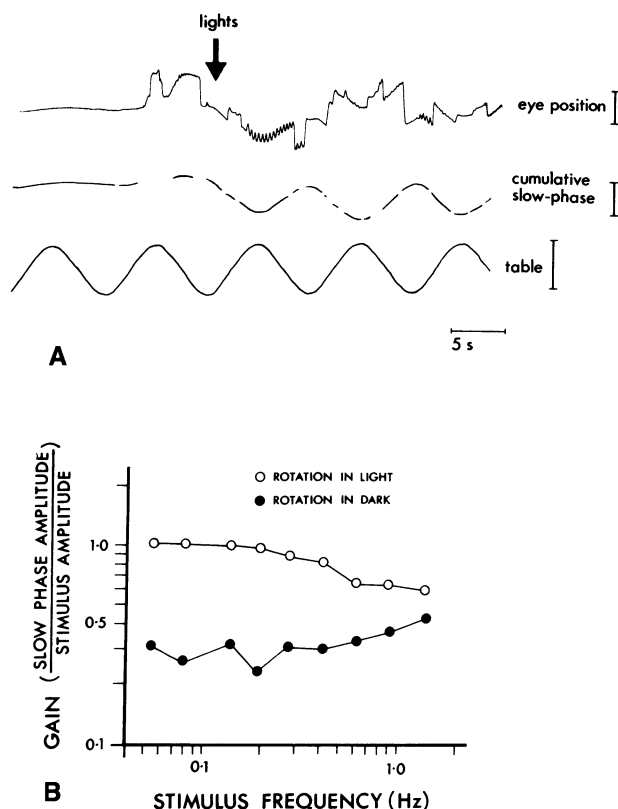 lights
eye position
cumulative
slow-phase
table
5 s
A
○ ROTATION IN LIGHT
● ROTATION IN DARK
GAIN (SLOW PHASE AMPLITUDE / STIMULUS AMPLITUDE)
1·0
0·5
0·1
0·1
1·0
B
STIMULUS FREQUENCY (Hz)